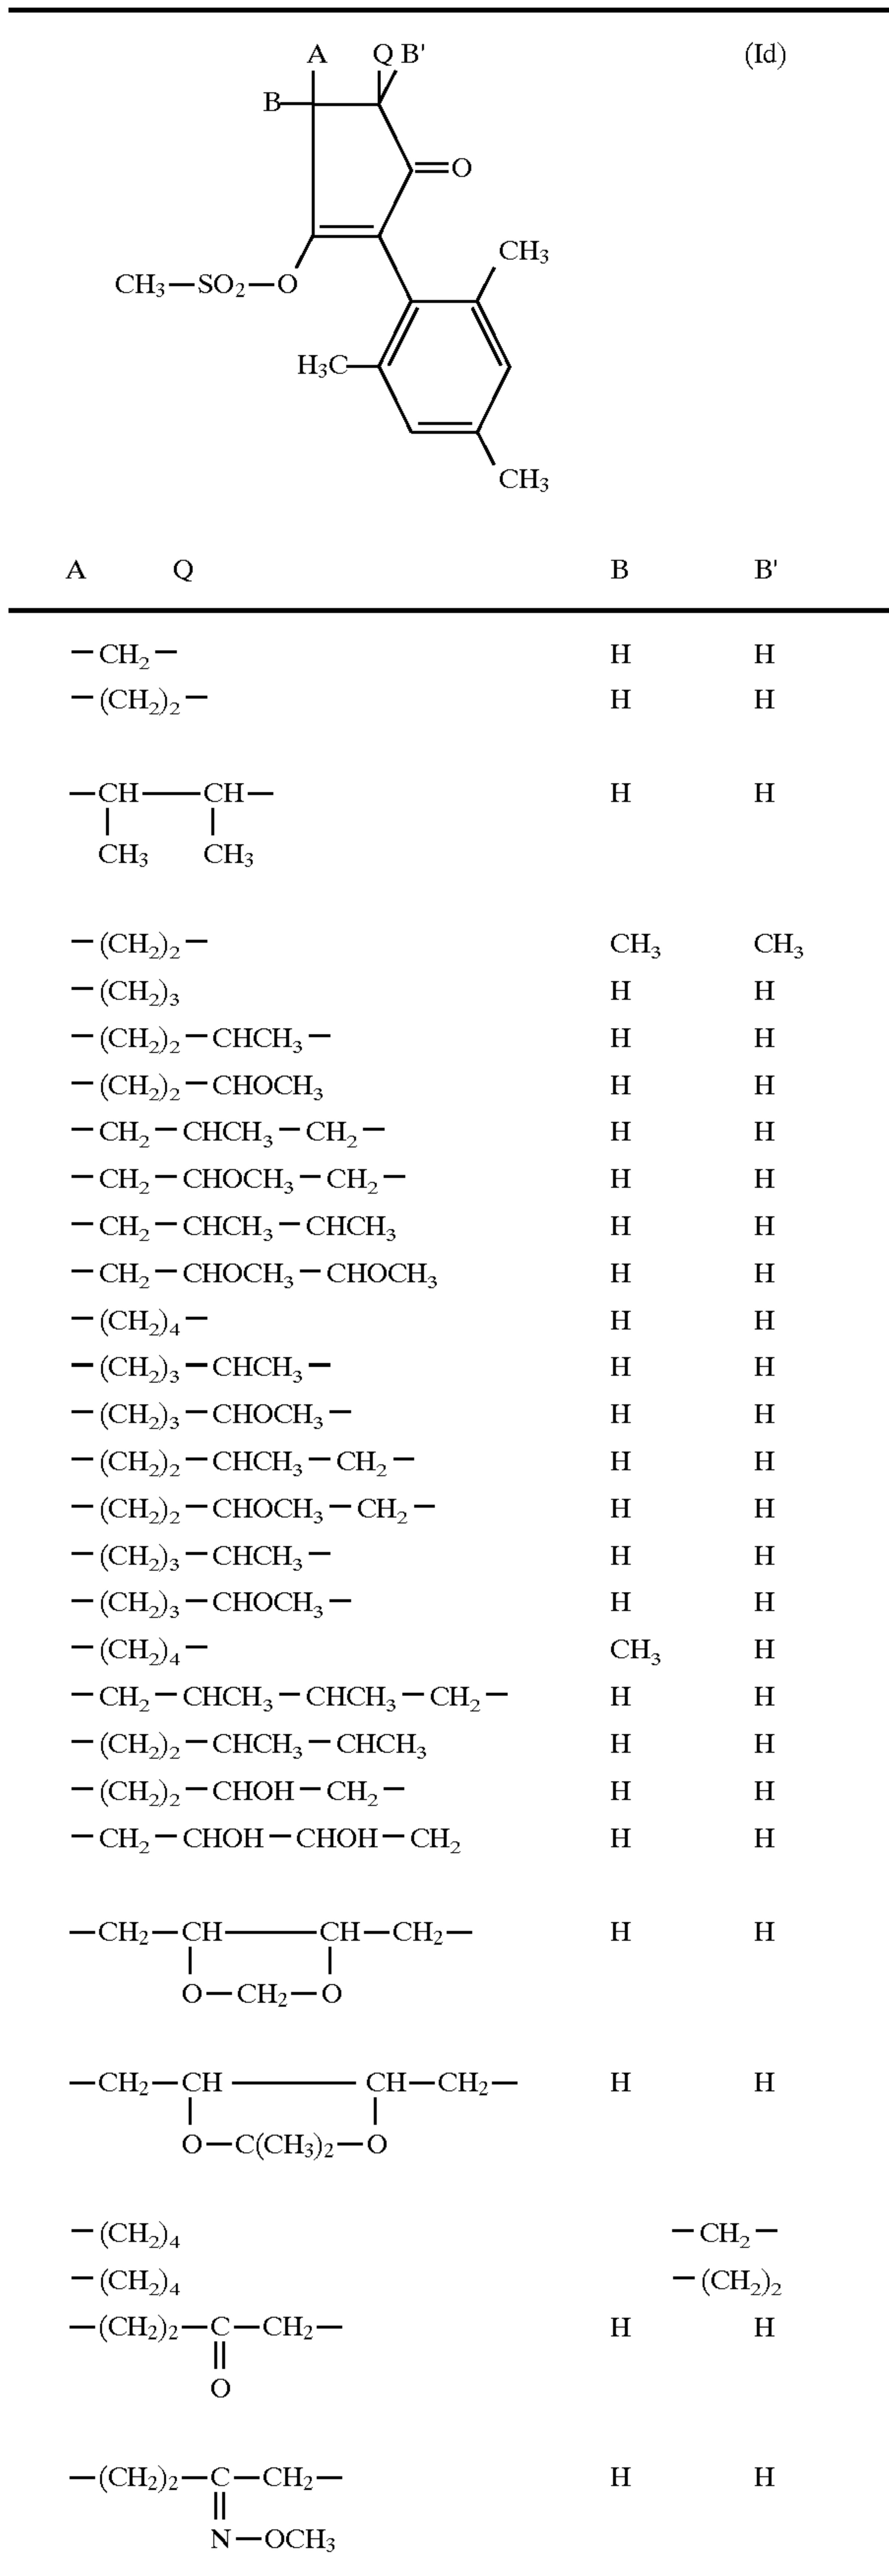 A Q B' (Id)
B
O
CH3
CH3—SO2—O
H3C
CH3
A Q B B'
—CH2— H H
—(CH2)2— H H
—CH——CH— H H
CH3 CH3
—(CH2)2— CH3 CH3
—(CH2)3 H H
—(CH2)2—CHCH3— H H
—(CH2)2—CHOCH3 H H
—CH2—CHCH3—CH2— H H
—CH2—CHOCH3—CH2— H H
—CH2—CHCH3—CHCH3 H H
—CH2—CHOCH3—CHOCH3 H H
—(CH2)4— H H
—(CH2)3—CHCH3— H H
—(CH2)3—CHOCH3— H H
—(CH2)2—CHCH3—CH2— H H
—(CH2)2—CHOCH3—CH2— H H
—(CH2)3—CHCH3— H H
—(CH2)3—CHOCH3— H H
—(CH2)4— CH3 H
—CH2—CHCH3—CHCH3—CH2— H H
—(CH2)2—CHCH3—CHCH3 H H
—(CH2)2—CHOH—CH2— H H
—CH2—CHOH—CHOH—CH2 H H
—CH2—CH——CH—CH2— H H
O—CH2—O
—CH2—CH——CH—CH2— H H
O—C(CH3)2—O
—(CH2)4 —CH2—
—(CH2)4 —(CH2)2
—(CH2)2—C—CH2— H H
O
—(CH2)2—C—CH2— H H
N—OCH3